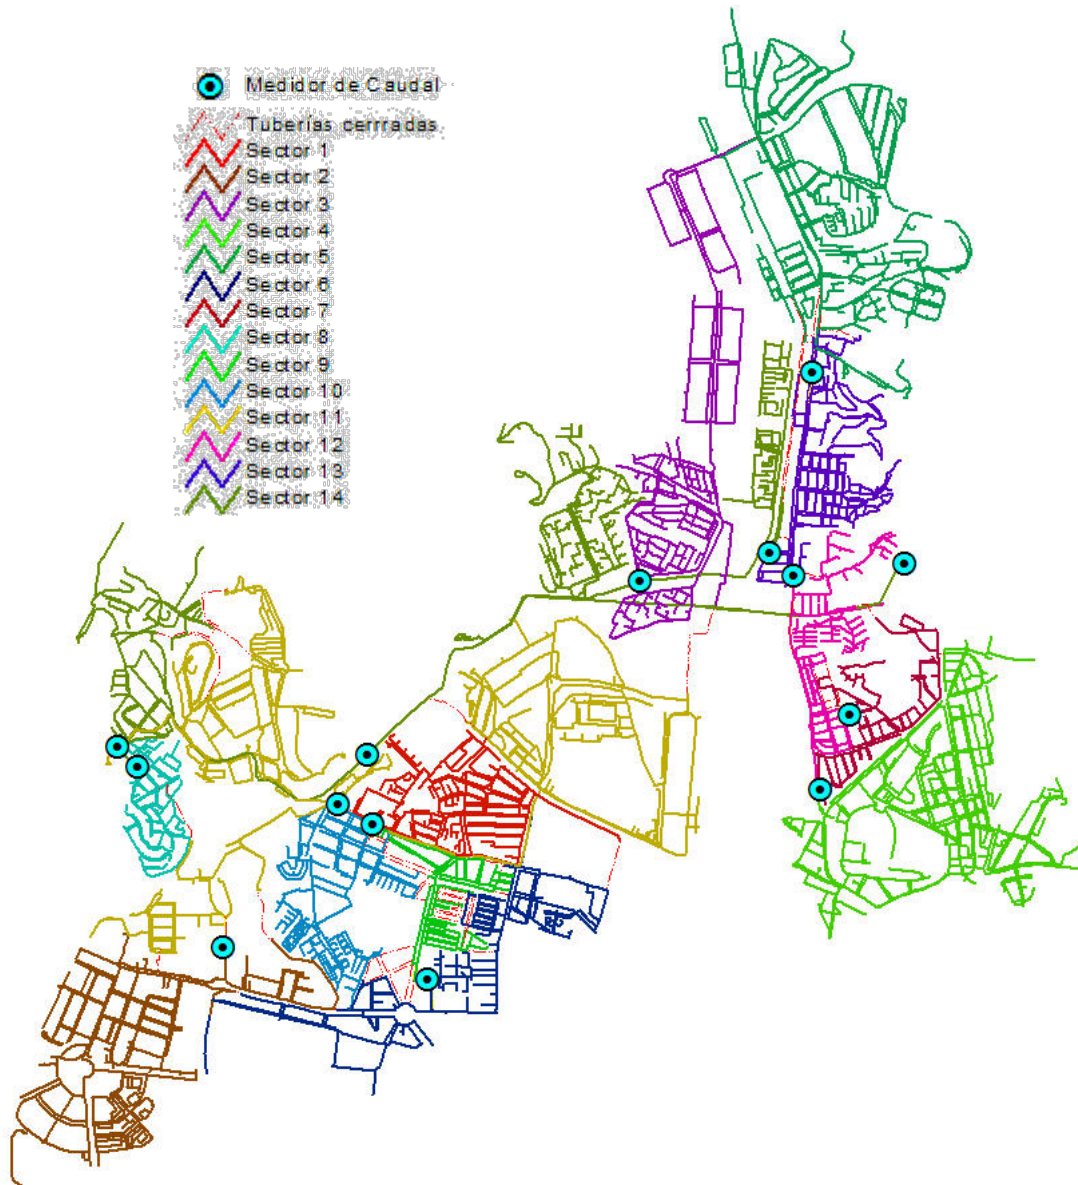 Medidor de Caudal
Tuberías cerrradas
Sector 1
Sector 2
Sector 3
Sector 4
Sector 5
Sector 6
Sector 7
Sector 8
Sector 9
Sector 10
Sector 11
Sector 12
Sector 13
Sector 14